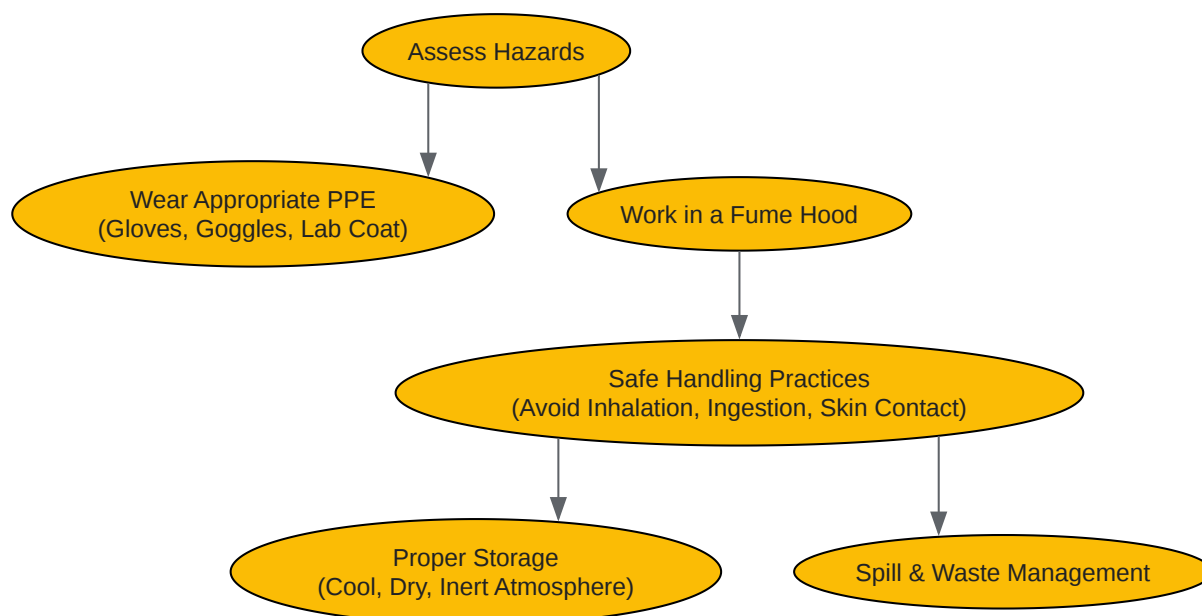 Assess Hazards
Wear Appropriate PPE
(Gloves, Goggles, Lab Coat)
Work in a Fume Hood
Safe Handling Practices
(Avoid Inhalation, Ingestion, Skin Contact)
Proper Storage
(Cool, Dry, Inert Atmosphere)
Spill & Waste Management